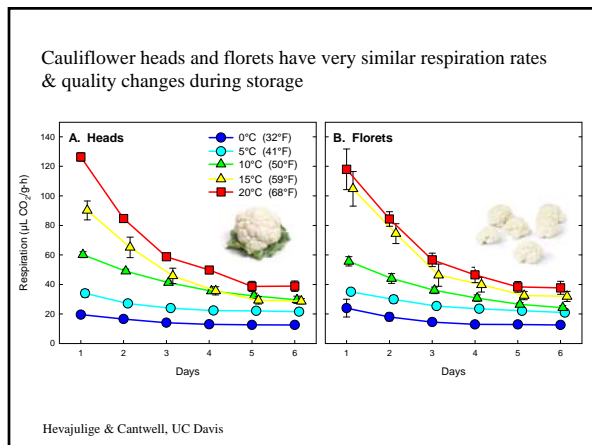 Cauliflower heads and florets have very similar respiration rates
& quality changes during storage
A. Heads
B. Florets
0°C (32°F)
5°C (41°F)
10°C (50°F)
15°C (59°F)
20°C (68°F)
Respiration (µL CO₂/g·h)
140
120
100
80
60
40
20
0
1 2 3 4 5 6
Days
1 2 3 4 5 6
Days
Hevajulige & Cantwell, UC Davis